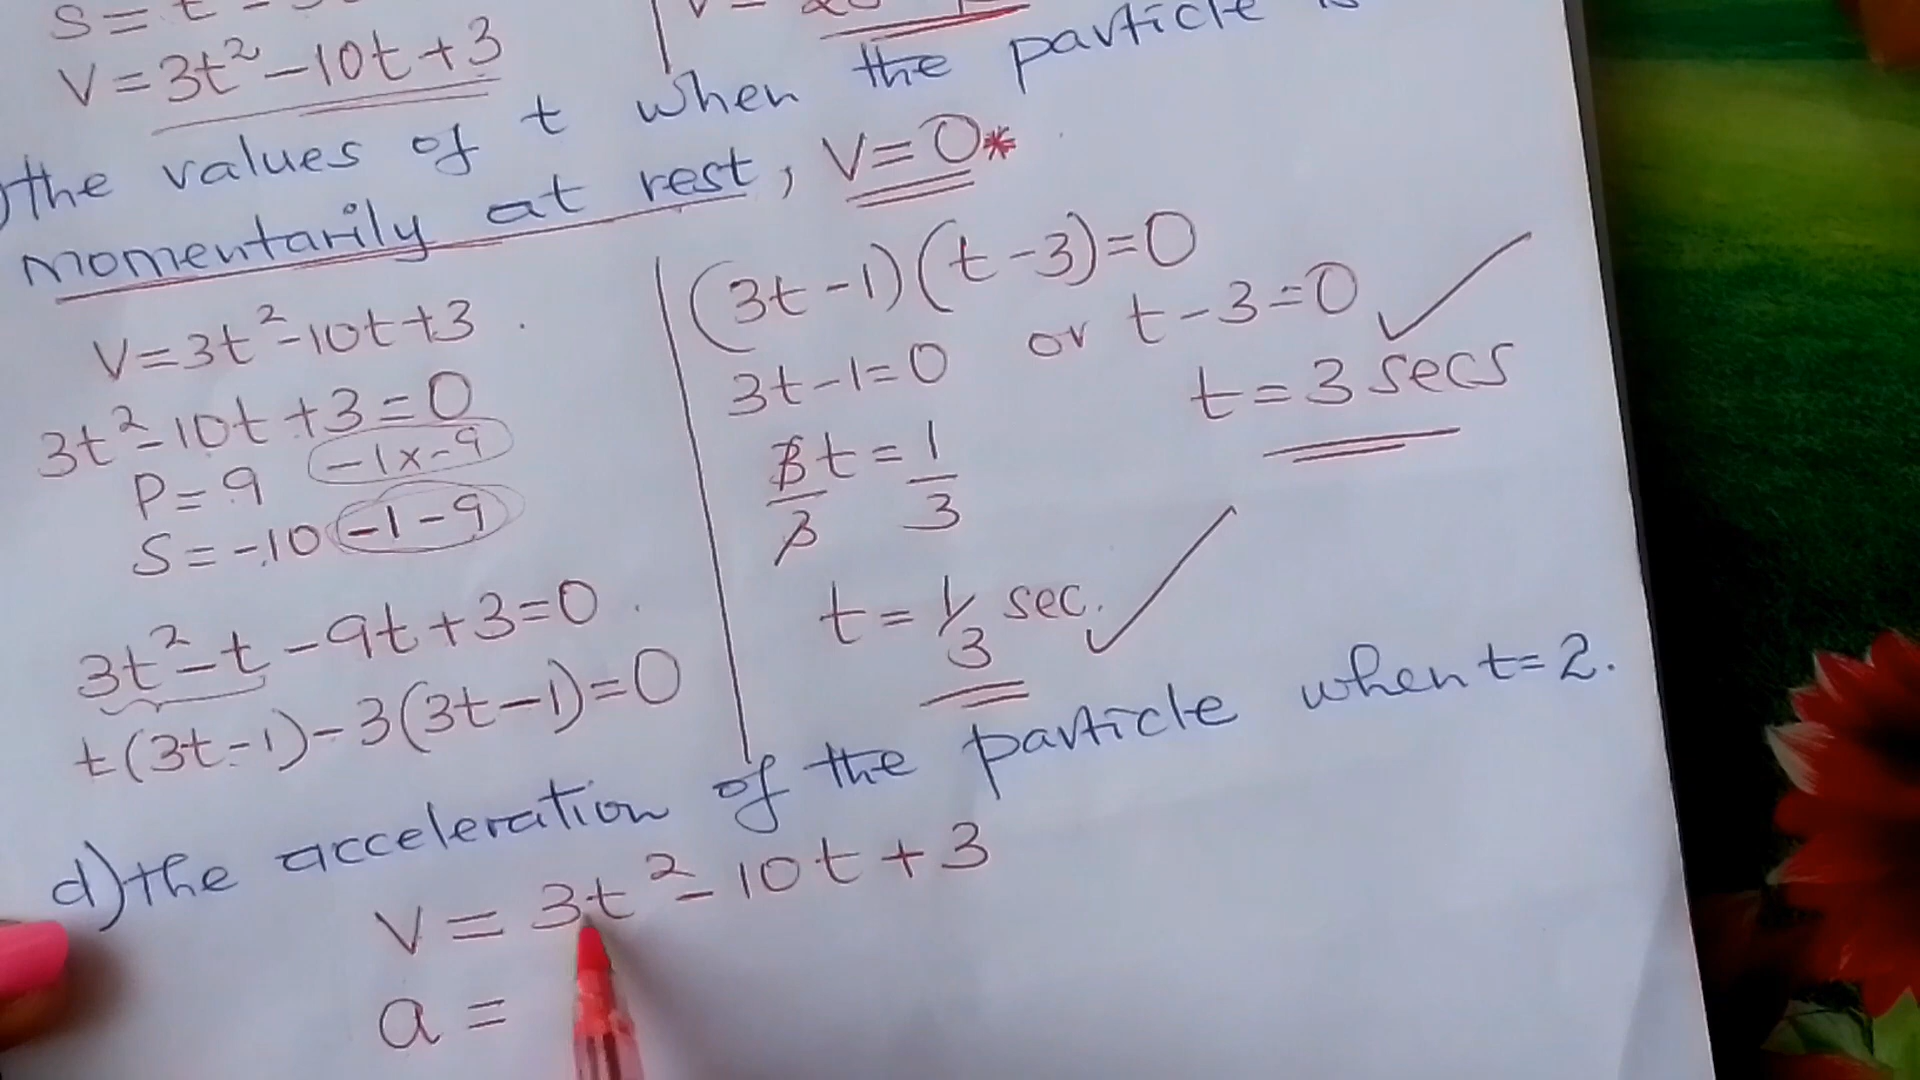 S = t
V =
V = 3t² - 10t + 3
the values of t when the particle
momentarily at rest, V = 0*
V = 3t² - 10t + 3
3t² - 10t + 3 = 0
P = 9 -1 x -9
S = -10 -1 - 9
3t² - t - 9t + 3 = 0
t(3t - 1) - 3(3t - 1) = 0
(3t - 1)(t - 3) = 0
3t - 1 = 0 or t - 3 = 0
t = 3 secs
3t/3 = 1/3
t = 1/3 sec.
d) the acceleration of the particle when t = 2.
V = 3t² - 10t + 3
a =